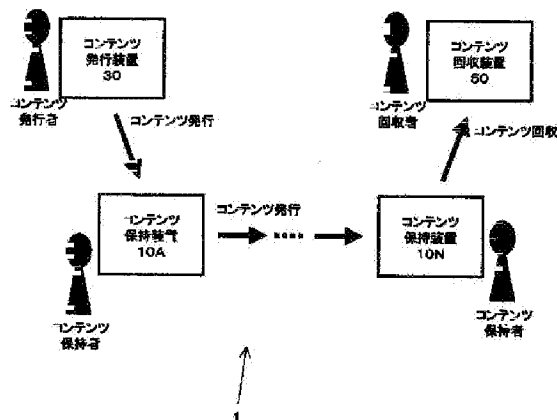 コンテンツ
発行装置
30
コンテンツ
発行者
コンテンツ発行
コンテンツ
回収装置
50
コンテンツ
回収者
コンテンツ回収
コンテンツ
保持装置
10A
コンテンツ
保持者
コンテンツ発行
コンテンツ
保持装置
10N
コンテンツ
保持者
1